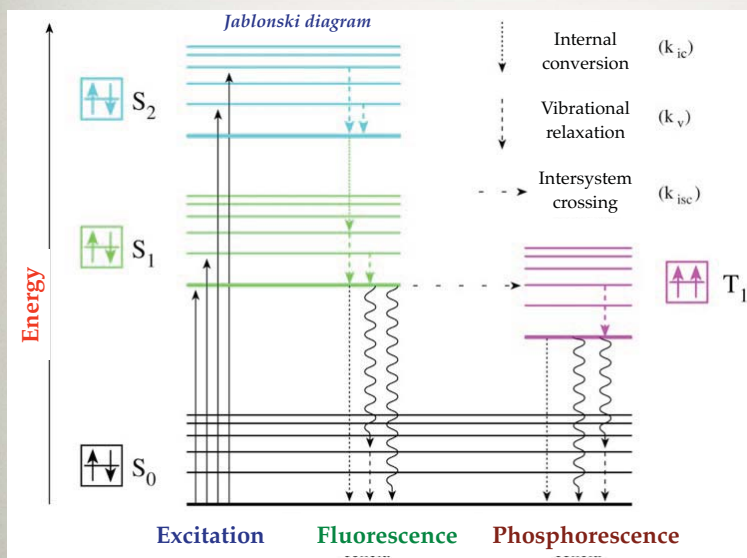 Jablonski diagram
Internal
conversion
(k ic)
Vibrational
relaxation
(k v)
Intersystem
crossing
(k isc)
S2
S1
T1
S0
Energy
Excitation
Fluorescence
Phosphorescence